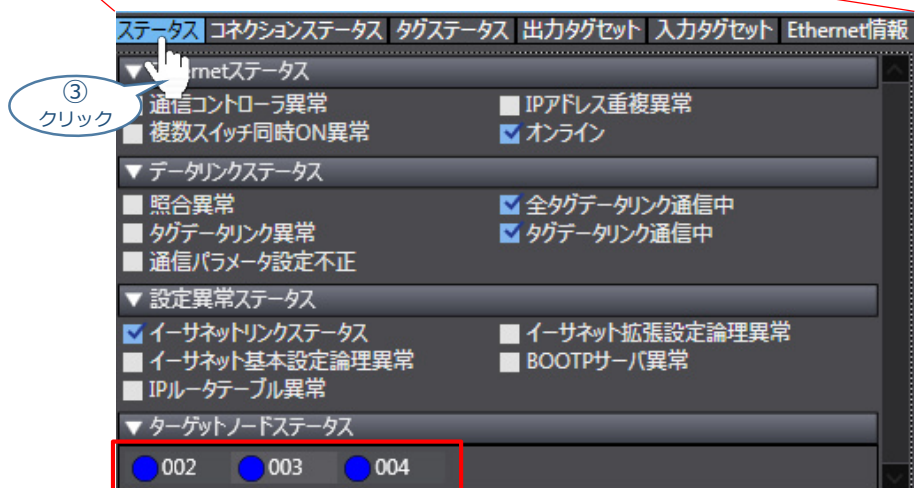 ステータス コネクションステータス タグステータス 出力タグセット 入力タグセット Ethernet情報
▼ rnetステータス
③
クリック
通信コントローラ異常 IPアドレス重複異常
複数スイッチ同時ON異常 オンライン
▼ データリンクステータス
照合異常 全タグデータリンク通信中
タグデータリンク異常 タグデータリンク通信中
通信パラメータ設定不正
▼ 設定異常ステータス
イーサネットリンクステータス イーサネット拡張設定論理異常
イーサネット基本設定論理異常 BOOTPサーバ異常
IPルータテーブル異常
▼ ターゲットノードステータス
002 003 004